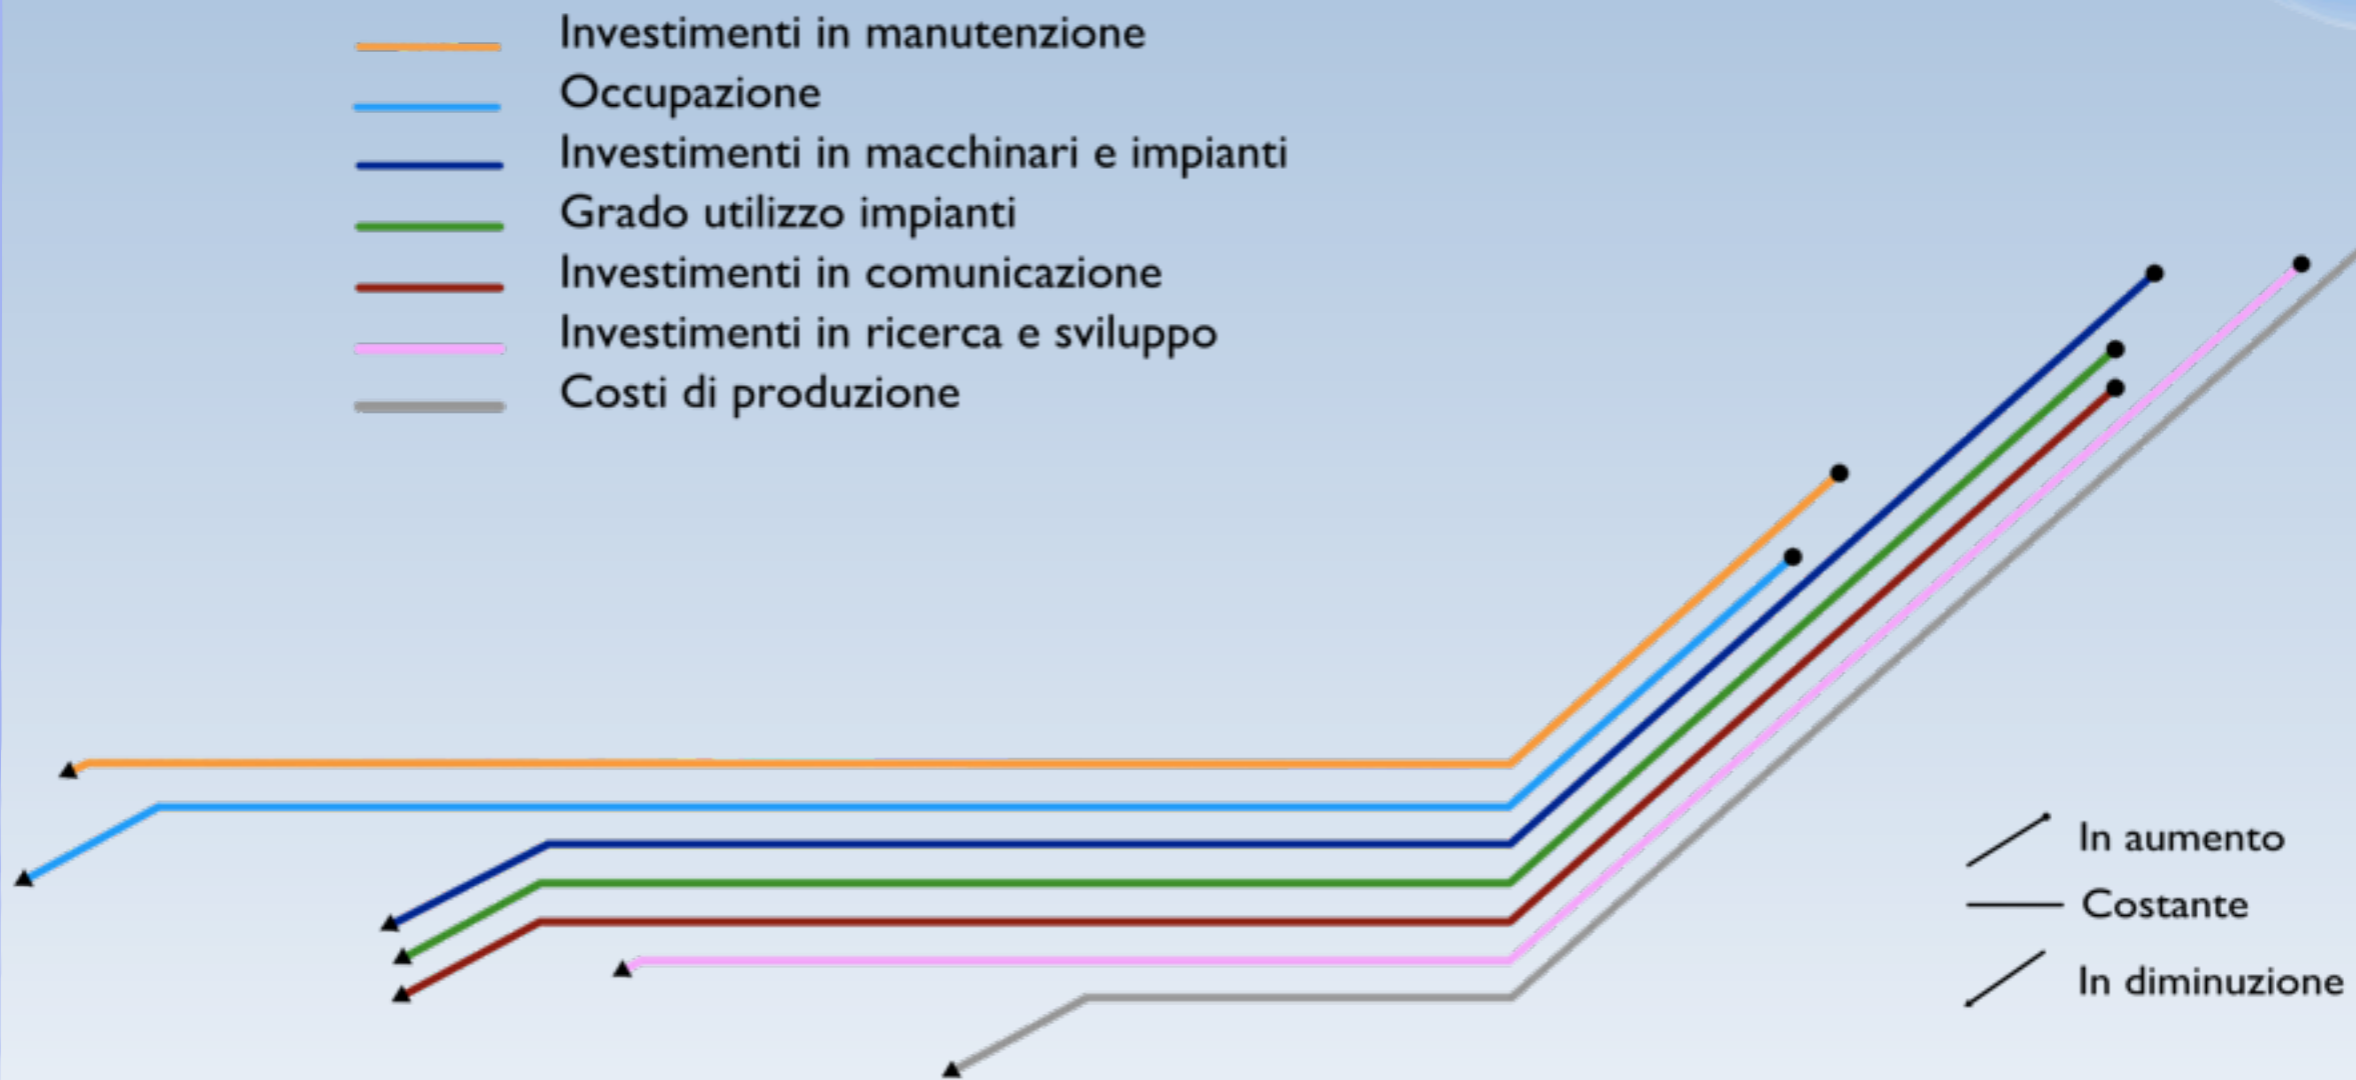 Investimenti in manutenzione
Occupazione
Investimenti in macchinari e impianti
Grado utilizzo impianti
Investimenti in comunicazione
Investimenti in ricerca e sviluppo
Costi di produzione
In aumento
Costante
In diminuzione